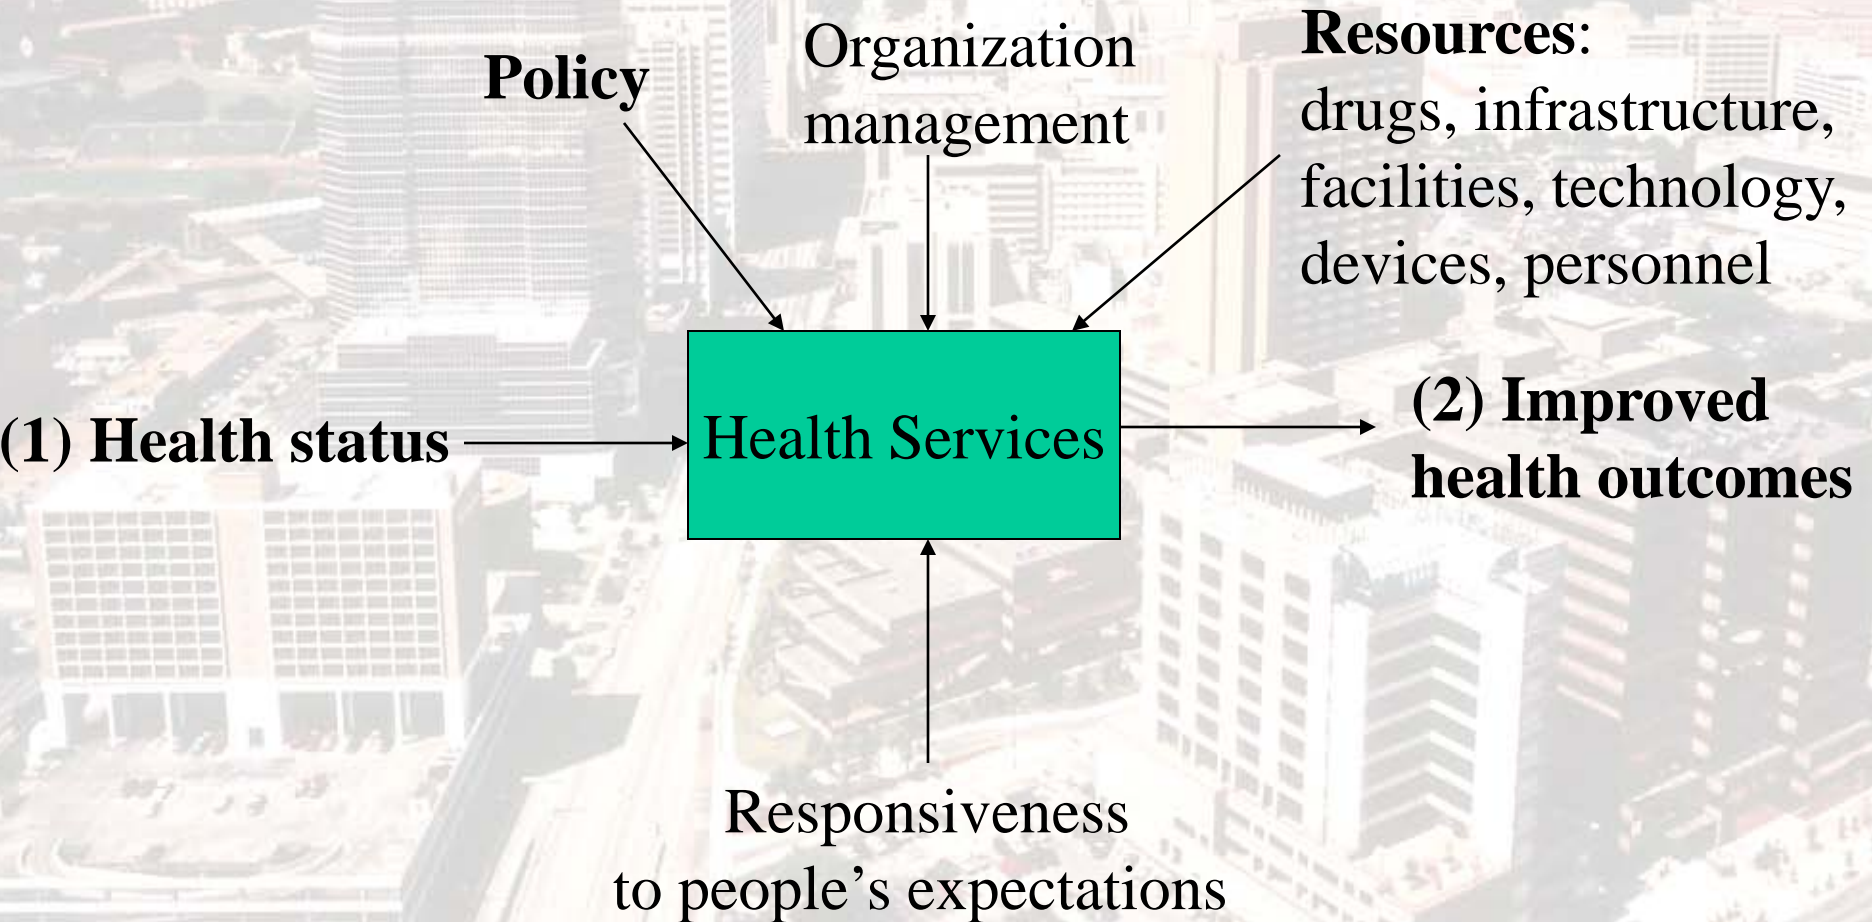 Policy
Organization
management
Resources:
drugs, infrastructure,
facilities, technology,
devices, personnel
(1) Health status
Health Services
(2) Improved
health outcomes
Responsiveness
to people’s expectations